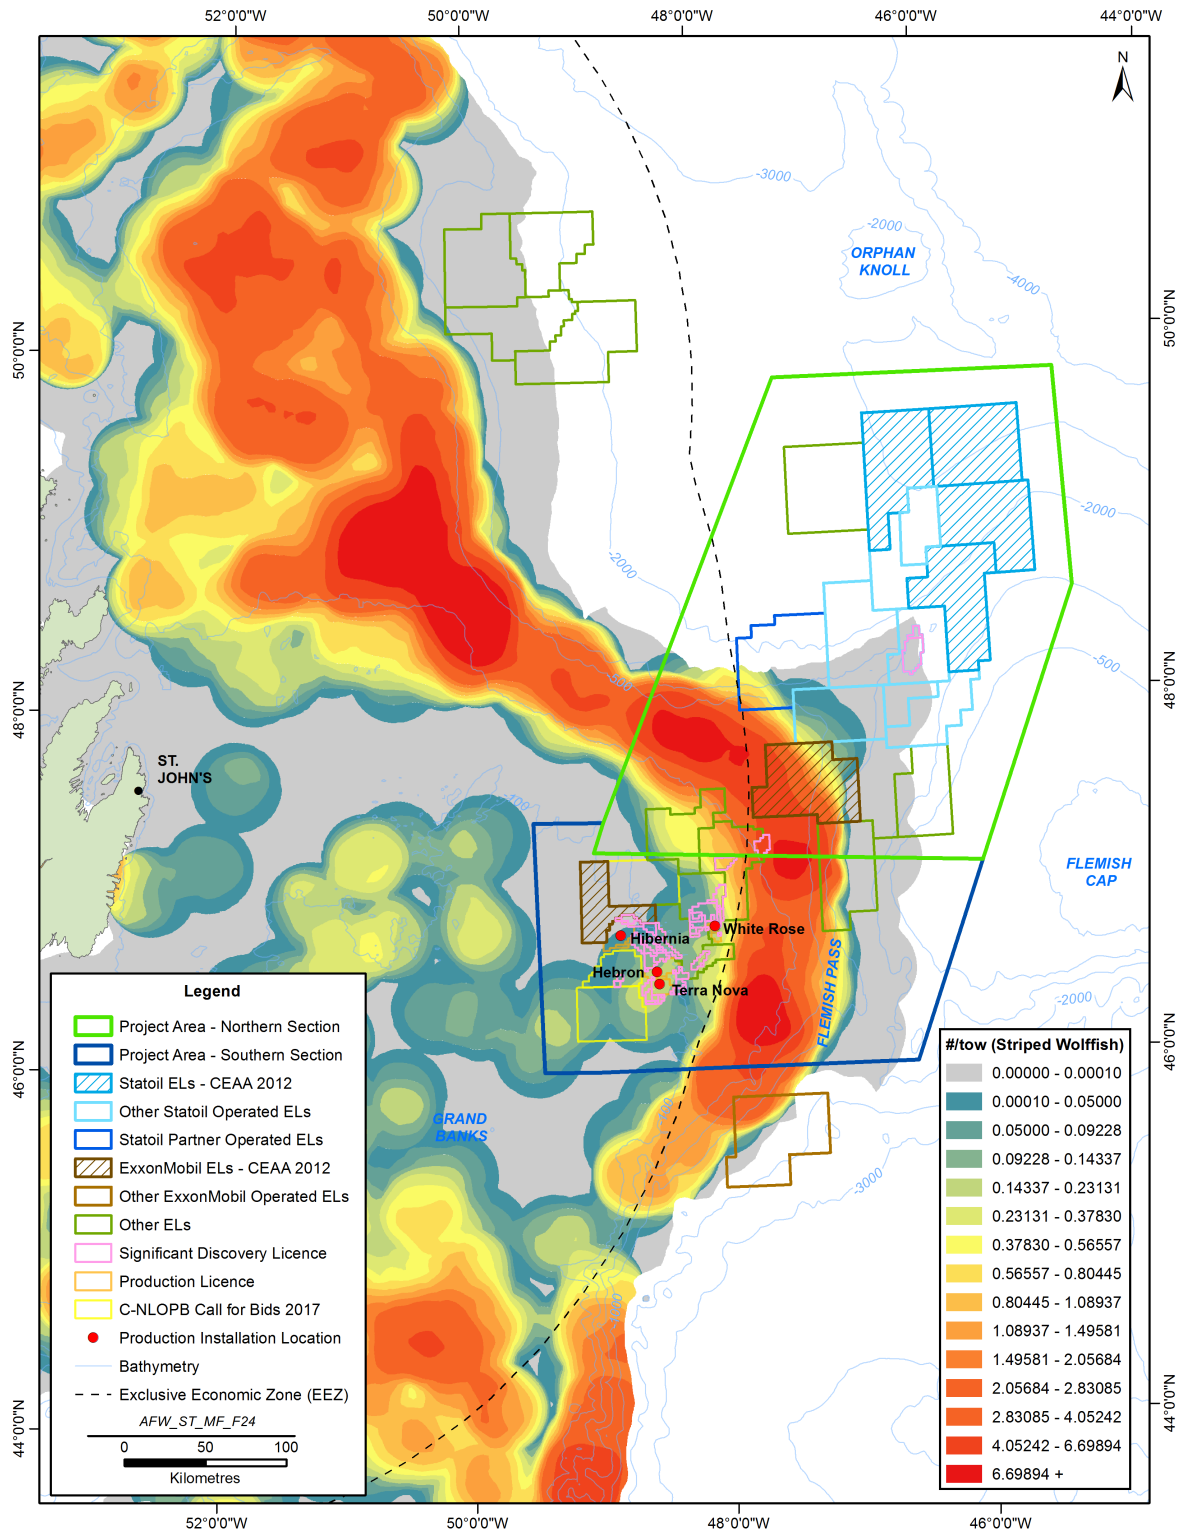 52°0'0"W
50°0'0"W
48°0'0"W
46°0'0"W
44°0'0"W
N
-3000
-2000
ORPHAN
KNOLL
-4000
50°0'0"N
50°0'0"N
-2000
-2000
-500
-500
48°0'0"N
48°0'0"N
ST.
JOHN'S
-100
FLEMISH
CAP
White Rose
Hibernia
Hebron
Terra Nova
FLEMISH PASS
-2000
46°0'0"N
46°0'0"N
GRAND
BANKS
-100
-3000
44°0'0"N
44°0'0"N
Legend
Project Area - Northern Section
Project Area - Southern Section
Statoil ELs - CEAA 2012
Other Statoil Operated ELs
Statoil Partner Operated ELs
ExxonMobil ELs - CEAA 2012
Other ExxonMobil Operated ELs
Other ELs
Significant Discovery Licence
Production Licence
C-NLOPB Call for Bids 2017
Production Installation Location
Bathymetry
Exclusive Economic Zone (EEZ)
AFW_ST_MF_F24
0 50 100
Kilometres
#/tow (Striped Wolffish)
0.00000 - 0.00010
0.00010 - 0.05000
0.05000 - 0.09228
0.09228 - 0.14337
0.14337 - 0.23131
0.23131 - 0.37830
0.37830 - 0.56557
0.56557 - 0.80445
0.80445 - 1.08937
1.08937 - 1.49581
1.49581 - 2.05684
2.05684 - 2.83085
2.83085 - 4.05242
4.05242 - 6.69894
6.69894 +
52°0'0"W
50°0'0"W
48°0'0"W
46°0'0"W